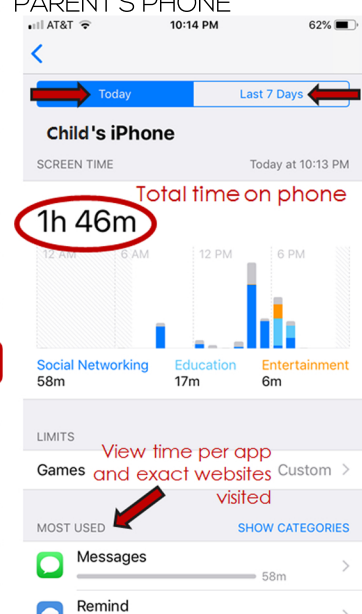 PARENT'S PHONE
AT&T 10:14 PM 62%
Today Last 7 Days
Child's iPhone
SCREEN TIME Today at 10:13 PM
Total time on phone
1h 46m
12 AM 6 AM 12 PM 6 PM
Social Networking Education Entertainment
58m 17m 6m
LIMITS
View time per app
Games and exact websites Custom
visited
MOST USED SHOW CATEGORIES
Messages
58m
Remind